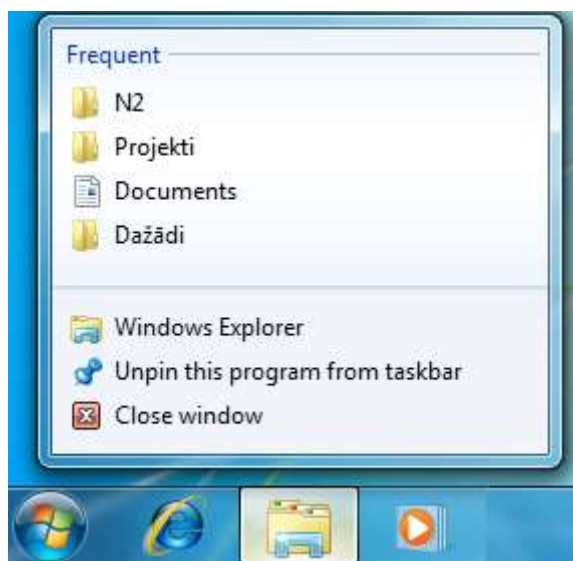 Frequent
N2
Projekti
Documents
Dažādi
Windows Explorer
Unpin this program from taskbar
Close window